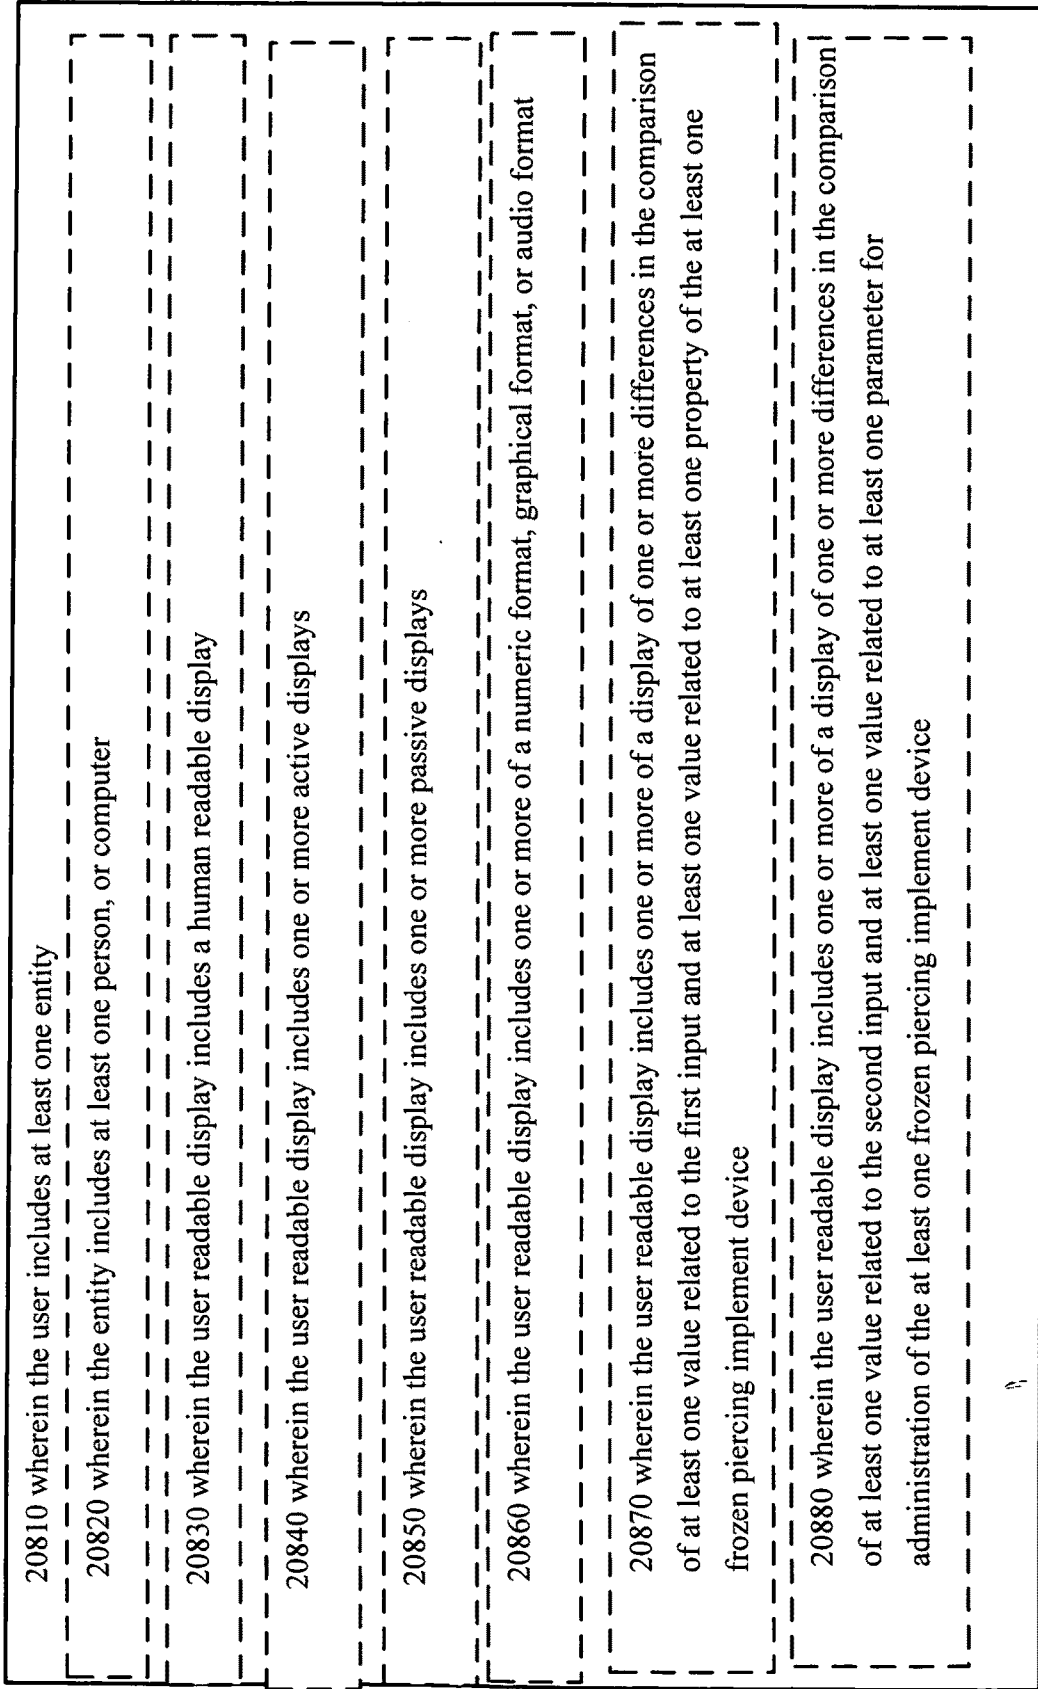 20810 wherein the user includes at least one entity
20820 wherein the entity includes at least one person, or computer
20830 wherein the user readable display includes a human readable display
20840 wherein the user readable display includes one or more active displays
20850 wherein the user readable display includes one or more passive displays
20860 wherein the user readable display includes one or more of a numeric format, graphical format, or audio format
20870 wherein the user readable display includes one or more of a display of one or more differences in the comparison
of at least one value related to the first input and at least one value related to at least one property of the at least one
frozen piercing implement device
20880 wherein the user readable display includes one or more of a display of one or more differences in the comparison
of at least one value related to the second input and at least one value related to at least one parameter for
administration of the at least one frozen piercing implement device